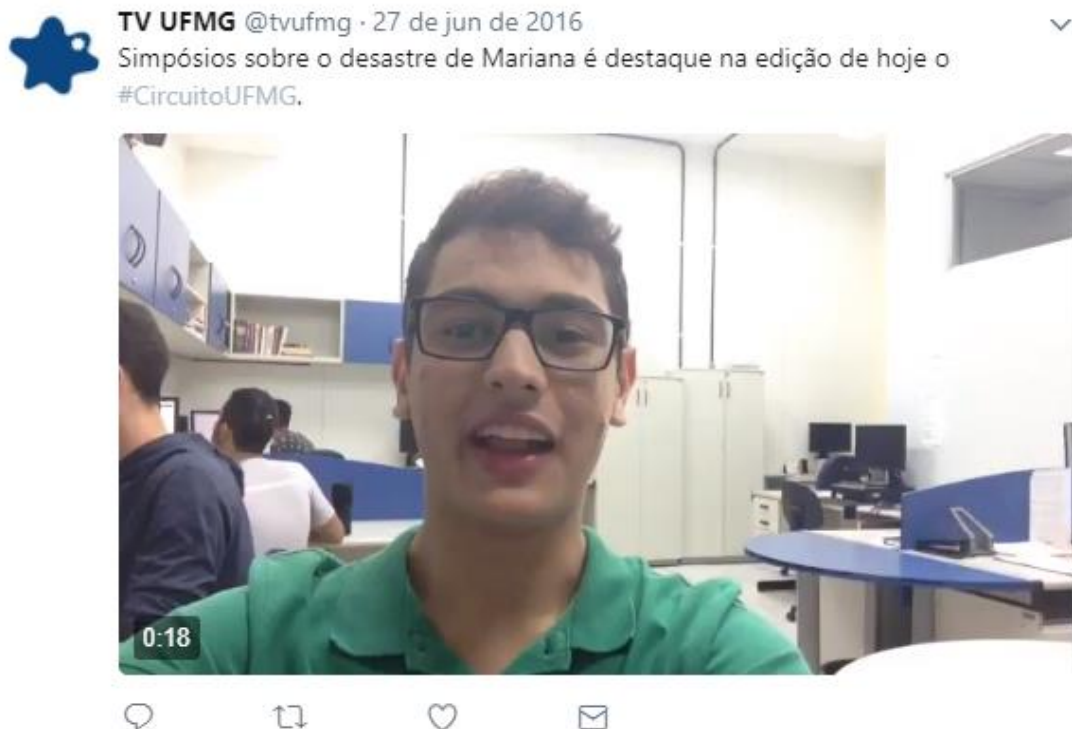 TV UFMG @tvufmg · 27 de jun de 2016
Simpósios sobre o desastre de Mariana é destaque na edição de hoje o
#CircuitoUFMG.
0:18